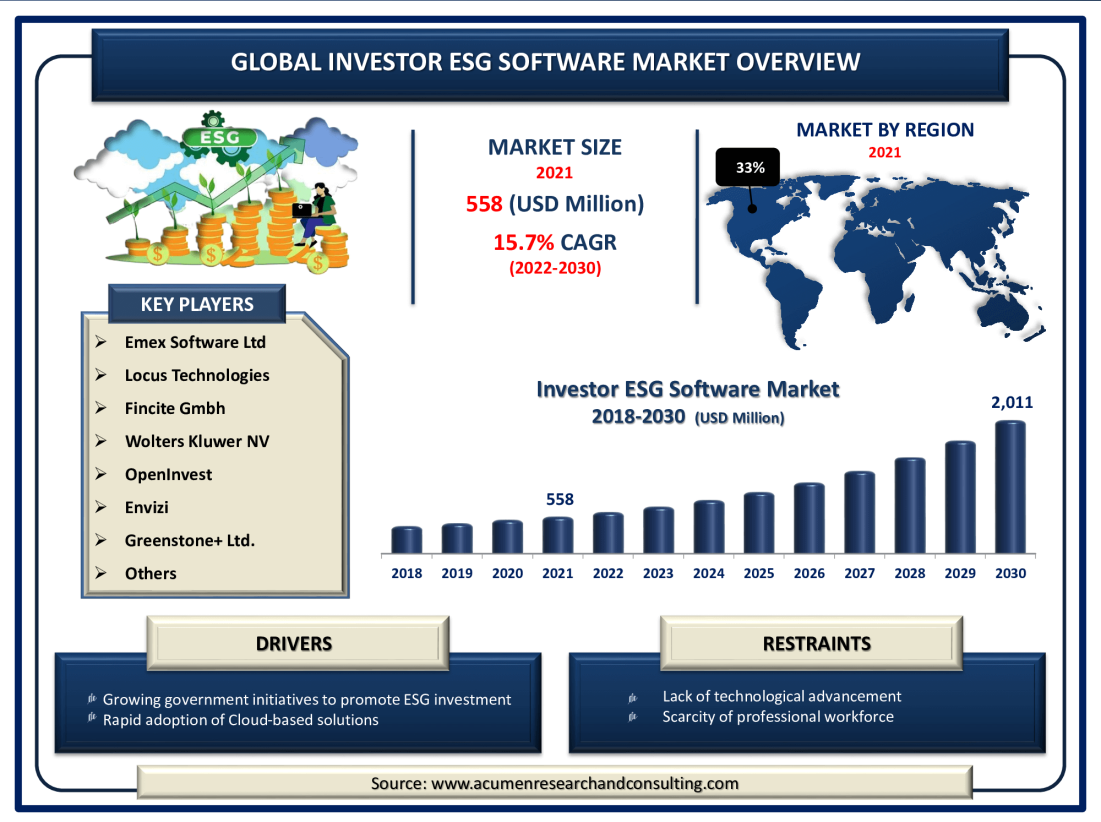 GLOBAL INVESTOR ESG SOFTWARE MARKET OVERVIEW
ESG
$
$
$
MARKET SIZE
2021
558 (USD Million)
15.7% CAGR
(2022-2030)
MARKET BY REGION
2021
33%
KEY PLAYERS
Emex Software Ltd
Locus Technologies
Fincite Gmbh
Wolters Kluwer NV
OpenInvest
Envizi
Greenstone+ Ltd.
Others
Investor ESG Software Market
2018-2030 (USD Million)
558
2,011
2018 2019 2020 2021 2022 2023 2024 2025 2026 2027 2028 2029 2030
DRIVERS
Growing government initiatives to promote ESG investment
Rapid adoption of Cloud-based solutions
RESTRAINTS
Lack of technological advancement
Scarcity of professional workforce
Source: www.acumenresearchandconsulting.com